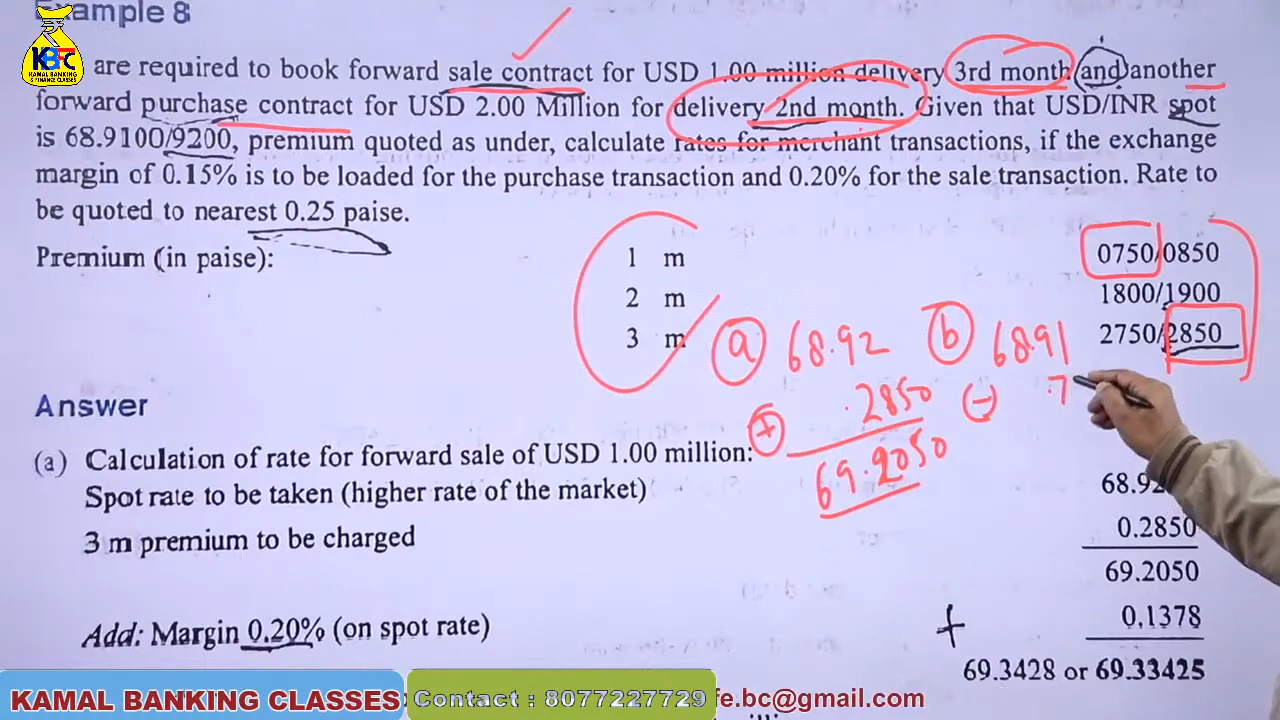 Example 8
KBFC
KAMAL BANKING
& FINANCE CLASSES
are required to book forward sale contract for USD 1.00 million delivery 3rd month and another
forward purchase contract for USD 2.00 Million for delivery 2nd month. Given that USD/INR spot
is 68.9100/9200, premium quoted as under, calculate rates for merchant transactions, if the exchange
margin of 0.15% is to be loaded for the purchase transaction and 0.20% for the sale transaction. Rate to
be quoted to nearest 0.25 paise.
Premium (in paise):
1 m 0750/0850
2 m 1800/1900
3 m 2750/2850
a 68.92 b 68.91
+ .2850 (-) .7
69.2050
Answer
(a) Calculation of rate for forward sale of USD 1.00 million:
Spot rate to be taken (higher rate of the market) 68.92
3 m premium to be charged 0.2850
69.2050
Add: Margin 0.20% (on spot rate) + 0.1378
69.3428 or 69.33425
KAMAL BANKING CLASSES Contact : 8077227729 fe.bc@gmail.com